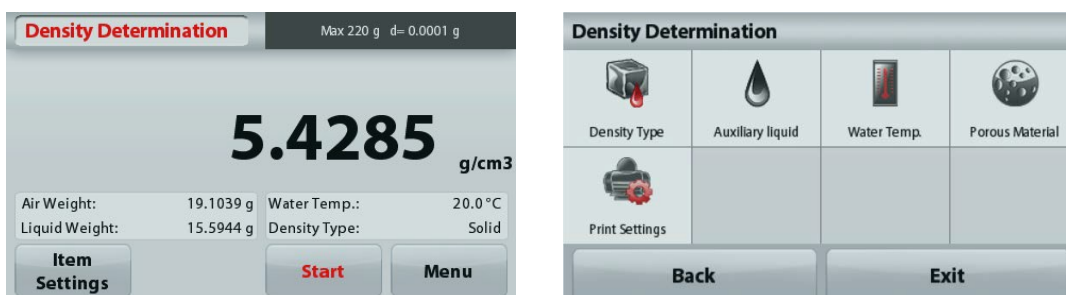 Density Determination
Max 220 g d= 0.0001 g
5.4285 g/cm3
Air Weight: 19.1039 g Water Temp.: 20.0°C
Liquid Weight: 15.5944 g Density Type: Solid
Item
Settings
Start
Menu
Density Determination
Density Type
Auxiliary liquid
Water Temp.
Porous Material
Print Settings
Back
Exit